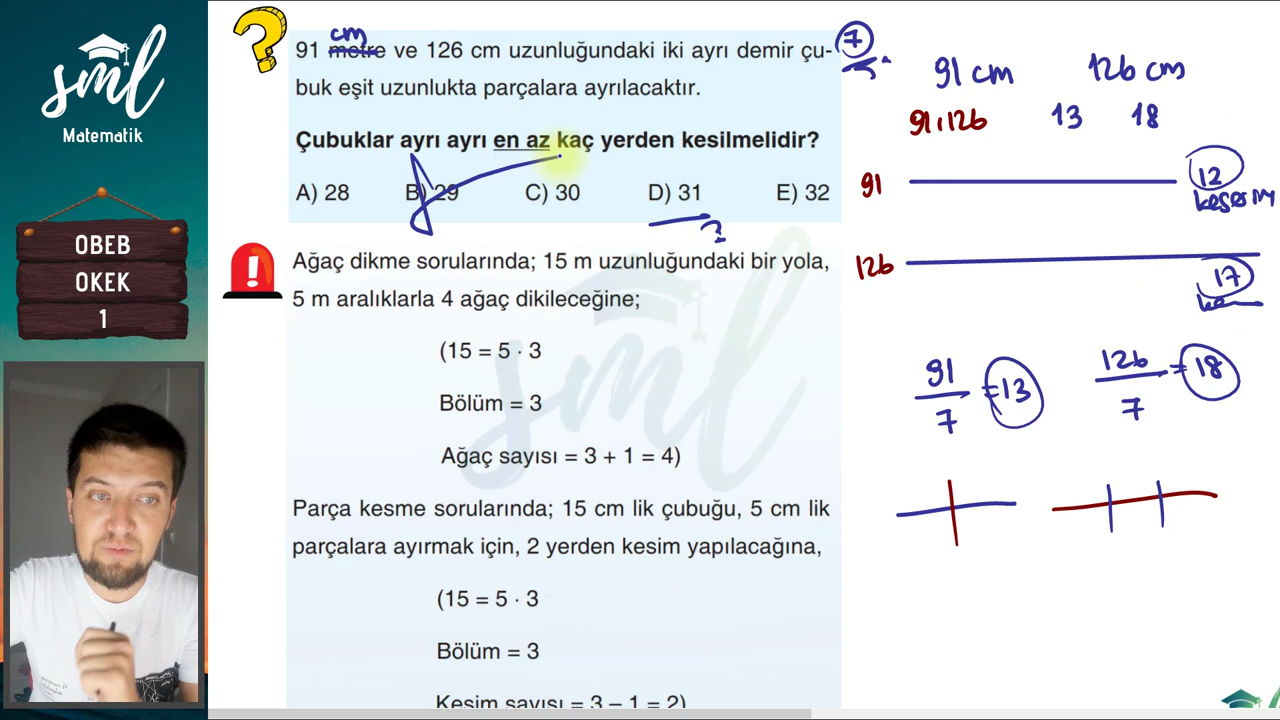 sml
Matematik
OBEB
OKEK
1
cm
91 metre ve 126 cm uzunluğundaki iki ayrı demir çu-
buk eşit uzunlukta parçalara ayrılacaktır.
Çubuklar ayrı ayrı en az kaç yerden kesilmelidir?
A) 28 B) 29 C) 30 D) 31 E) 32
Ağaç dikme sorularında; 15 m uzunluğundaki bir yola,
5 m aralıklarla 4 ağaç dikileceğine;
(15 = 5 · 3
Bölüm = 3
Ağaç sayısı = 3 + 1 = 4)
Parça kesme sorularında; 15 cm lik çubuğu, 5 cm lik
parçalara ayırmak için, 2 yerden kesim yapılacağına,
(15 = 5 · 3
Bölüm = 3
Kesim sayısı = 3 – 1 = 2)
7
91 cm 126 cm
91,126 13 18
91 12
126 17
91/7 = 13 126/7 = 18